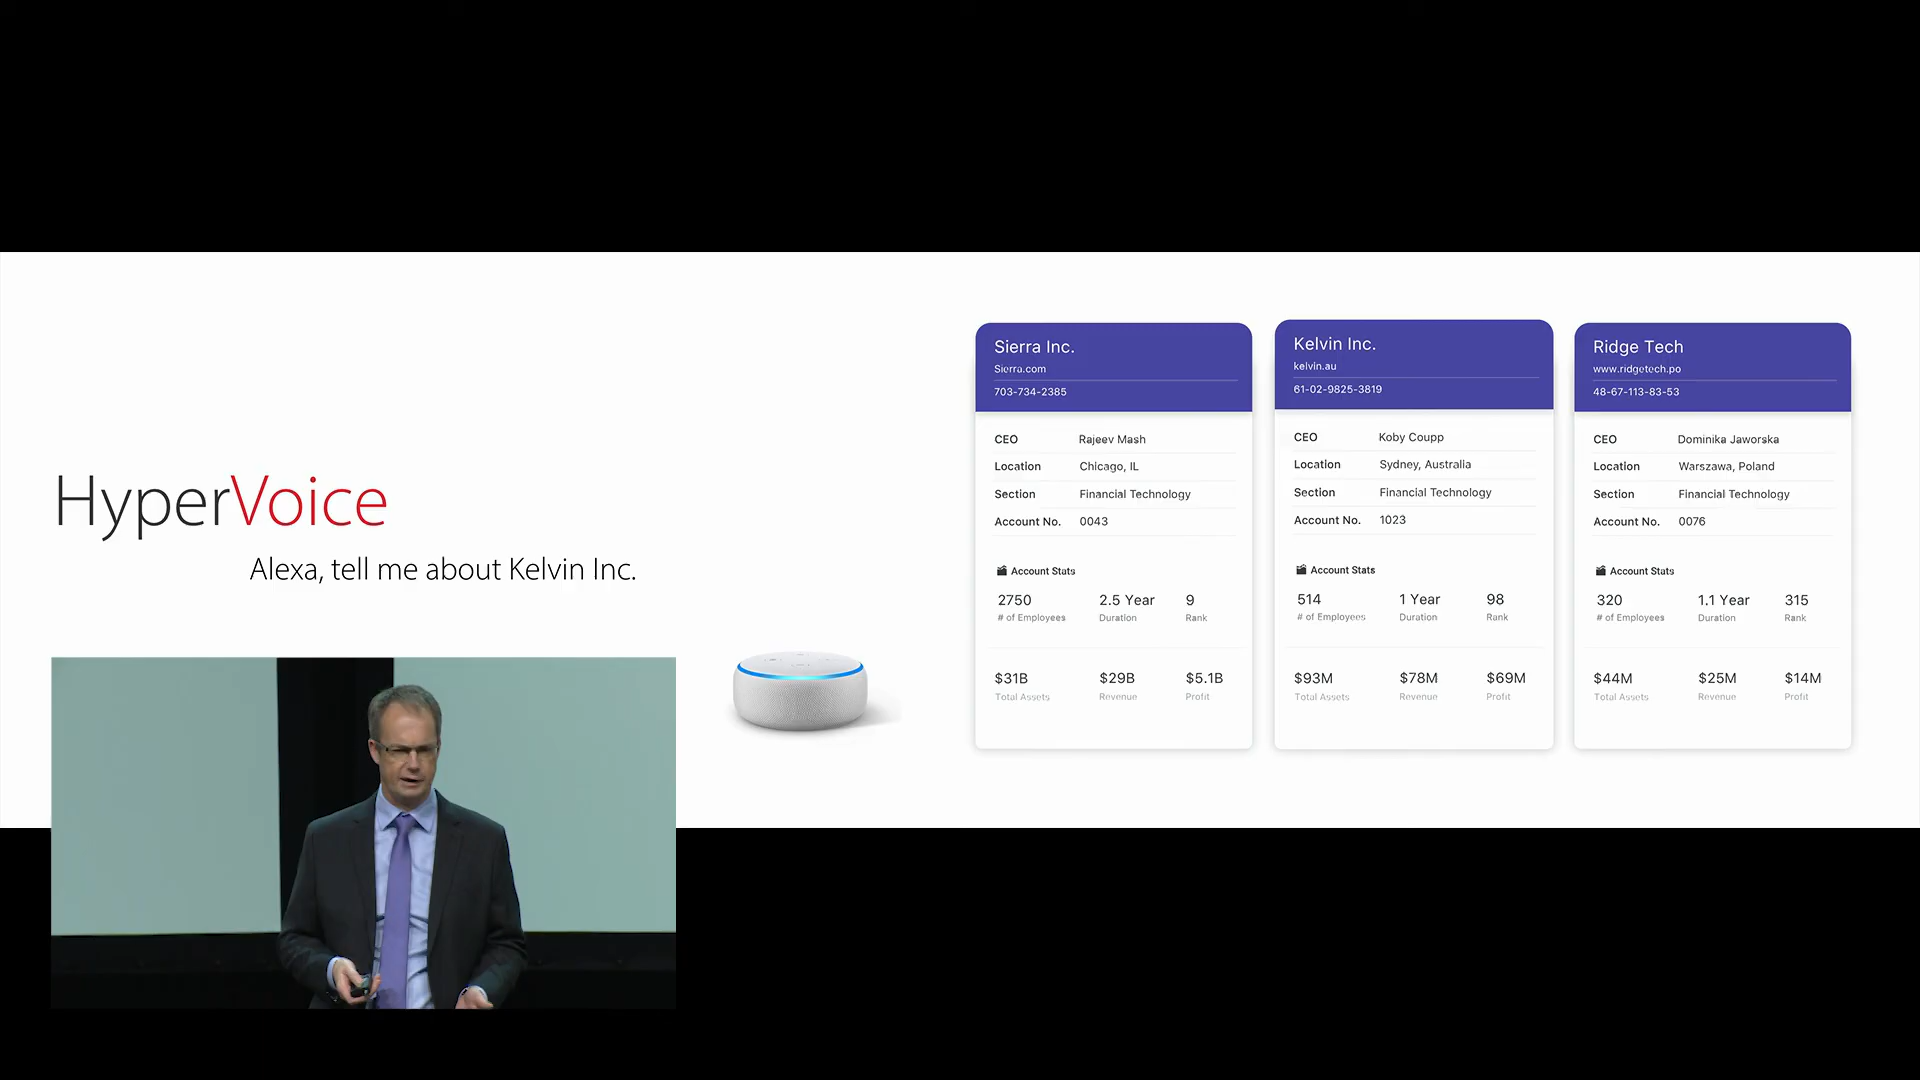 HyperVoice
Alexa, tell me about Kelvin Inc.
Sierra Inc.
Sierra.com
703-734-2385
CEO Rajeev Mash
Location Chicago, IL
Section Financial Technology
Account No. 0043
Account Stats
2750 2.5 Year 9
# of Employees Duration Rank
$31B $29B $5.1B
Total Assets Revenue Profit
Kelvin Inc.
kelvin.au
61-02-9825-3819
CEO Koby Coupp
Location Sydney, Australia
Section Financial Technology
Account No. 1023
Account Stats
514 1 Year 98
# of Employees Duration Rank
$93M $78M $69M
Total Assets Revenue Profit
Ridge Tech
www.ridgetech.po
48-67-113-83-53
CEO Dominika Jaworska
Location Warszawa, Poland
Section Financial Technology
Account No. 0076
Account Stats
320 1.1 Year 315
# of Employees Duration Rank
$44M $25M $14M
Total Assets Revenue Profit